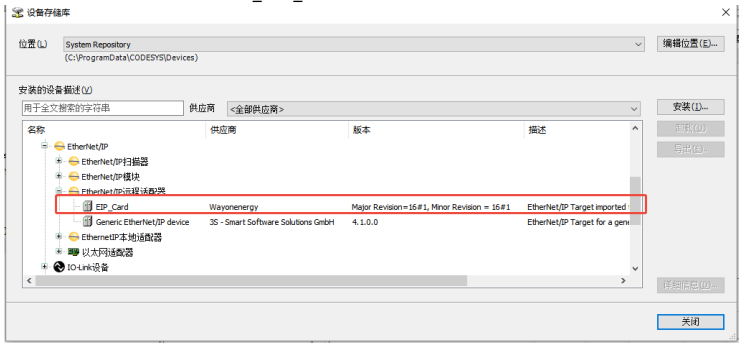 设备存储库
位置(L) System Repository 编辑位置(E)...
(C:\ProgramData\CODESYS\Devices)
安装的设备描述(V)
用于全文搜索的字符串 供应商 <全部供应商> 安装(I)...
名称 供应商 版本 描述 卸载(U)
EtherNet/IP 导出(E)..
EtherNet/IP扫描器
EtherNet/IP模块
EtherNet/IP远程适配器
EIP_Card Wayonenergy Major Revision=16#1, Minor Revision = 16#1 EtherNet/IP Target imported
Generic EtherNet/IP device 3S - Smart Software Solutions GmbH 4.1.0.0 EtherNet/IP Target for a gene
EthernetIP本地适配器
以太网适配器
IO-Link设备
详细信息(D)...
关闭